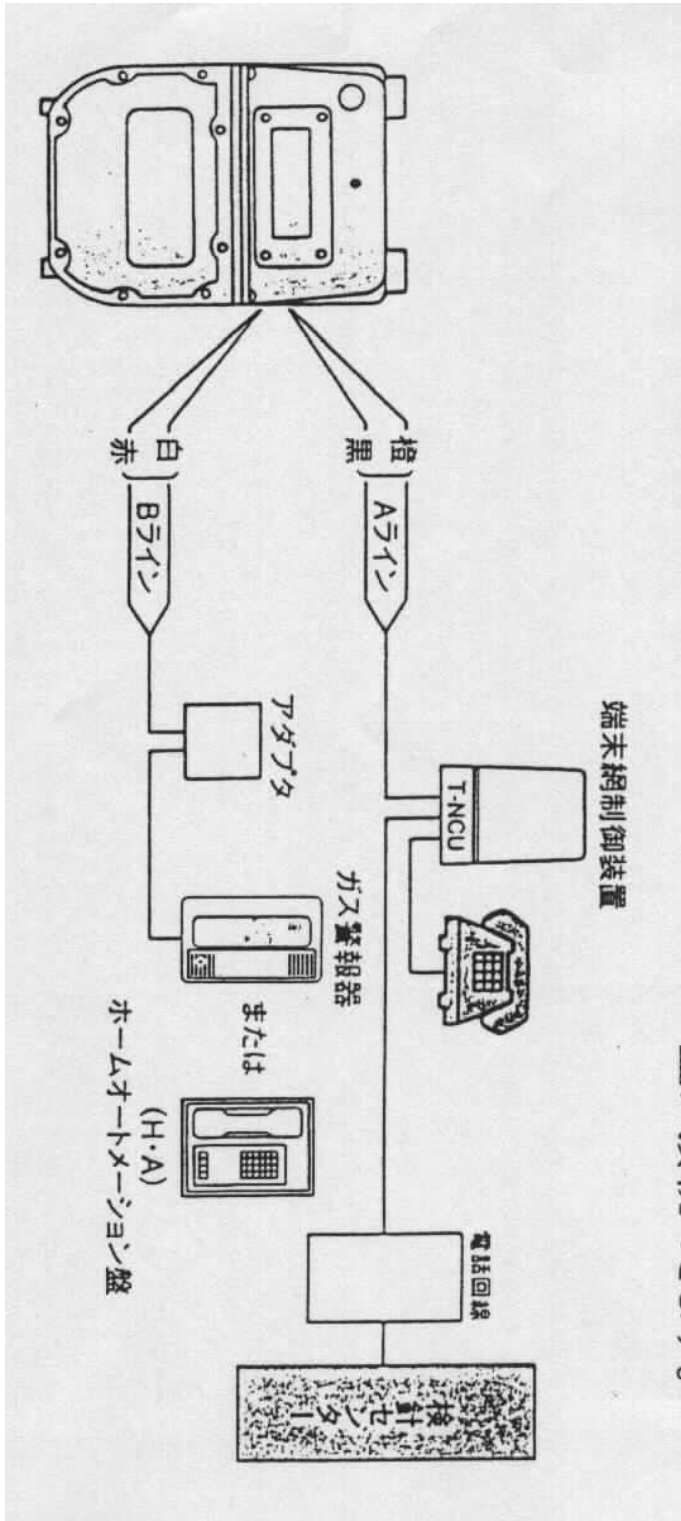 端末網制御装置
T-NCU
橙
黒
Aライン
電話回線
検針センター
白
赤
Bライン
アダプタ
ガス警報器
または
ホームオートメーション盤
(H・A)